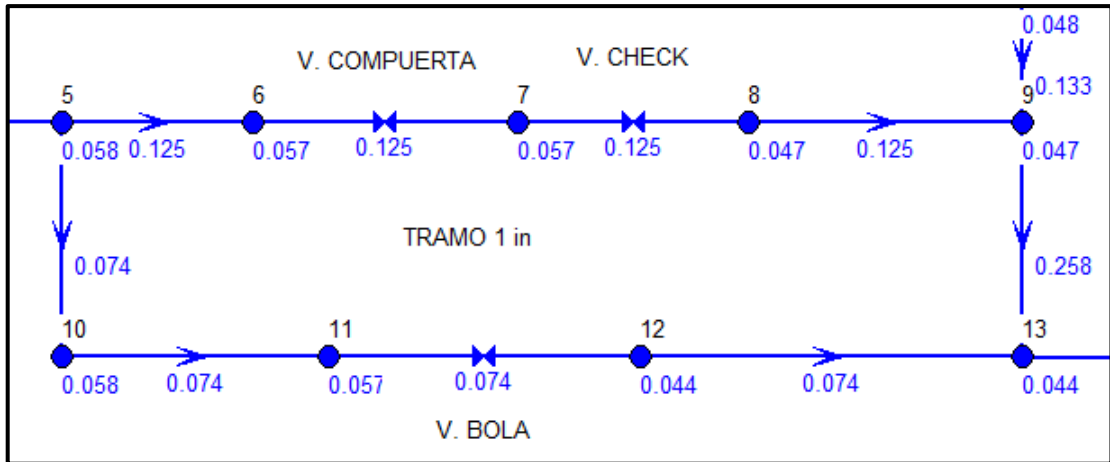 0.048
V. COMPUERTA V. CHECK
0.133
5 6 7 8 9
0.058 0.125 0.057 0.125 0.057 0.125 0.047 0.125 0.047
TRAMO 1 in
0.074 0.258
10 11 12 13
0.058 0.074 0.057 0.074 0.044 0.074 0.044
V. BOLA